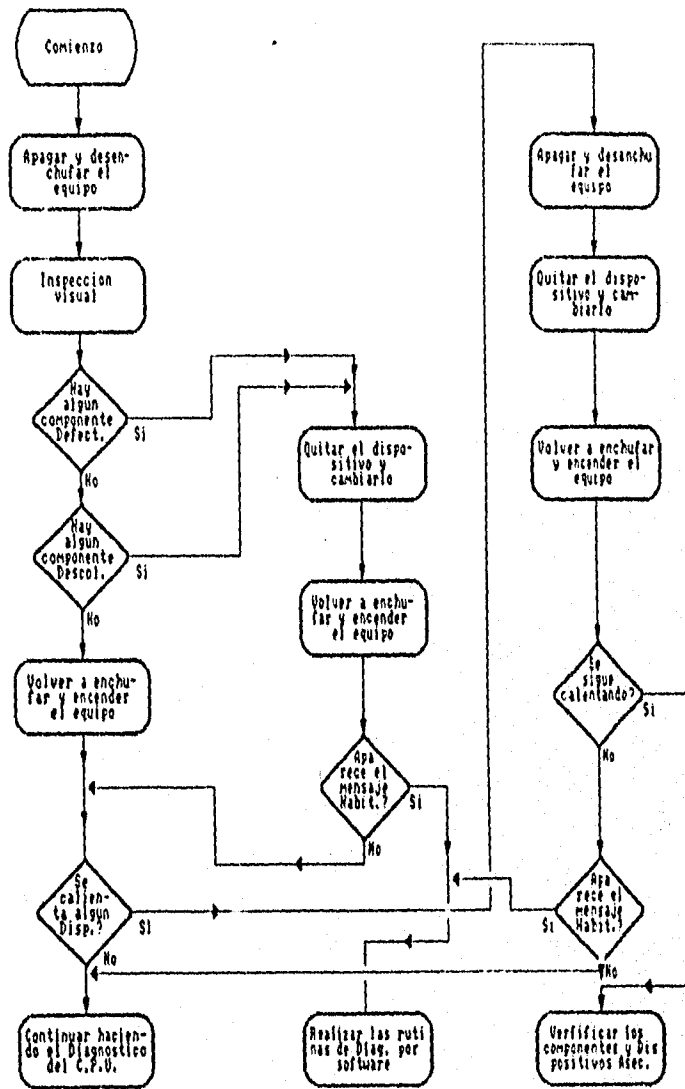 Comienzo
Apagar y desen-
chufar el
equipo
Inspeccion
visual
Hay
algun
componente
Defect.
Si
No
Hay
algun
componente
Descol.
Si
No
Volver a enchu-
far y encender
el equipo
Se
calien-
ta algun
Disp.?
Si
No
Continuar hacien-
do el Diagnostico
del C.P.U.
Quitar el dispo-
sitivo y
cambiarlo
Volver a enchu-
far y encender
el equipo
Apa
rece el
mensaje
Habit.?
Si
No
Realizar las ruti
nas de Diag. por
software
Apagar y desanchu
far el
equipo
Quitar el dispo-
sitivo y cam-
biarlo
Volver a enchufar
y encender el
equipo
Se
sigue
calentando?
Si
No
Apa
rece el
mensaje
Habit.?
Si
No
Verfificar los
componentes y Dis
positivos Asec.